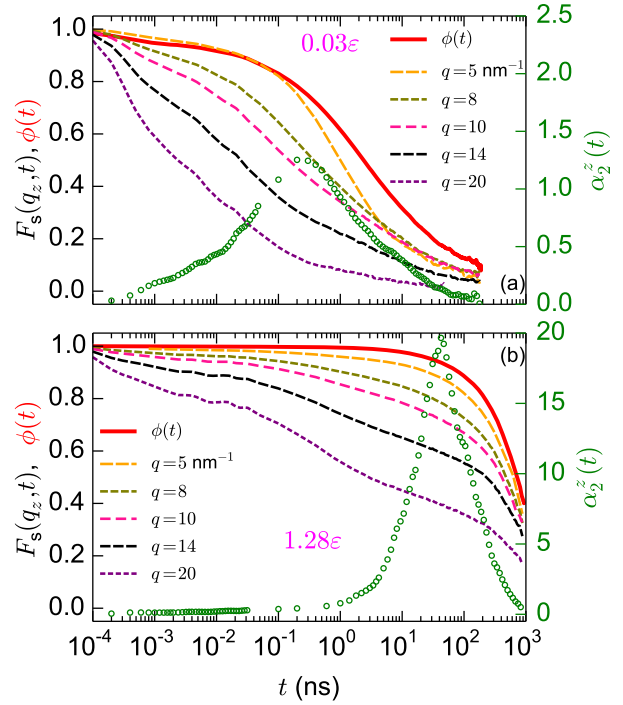 1.0
0.8
0.6
0.4
0.2
0.0
F_s(q_z,t), ϕ(t)
0.03ε
ϕ(t)
q=5 nm⁻¹
q=8
q=10
q=14
q=20
(a)
2.5
2.0
1.5
1.0
0.5
0.0
α₂ᶻ(t)
1.0
0.8
0.6
0.4
0.2
0.0
F_s(q_z,t), ϕ(t)
(b)
ϕ(t)
q=5 nm⁻¹
q=8
q=10
q=14
q=20
1.28ε
20
15
10
5
0
α₂ᶻ(t)
10⁻⁴ 10⁻³ 10⁻² 10⁻¹ 10⁰ 10¹ 10² 10³
t (ns)